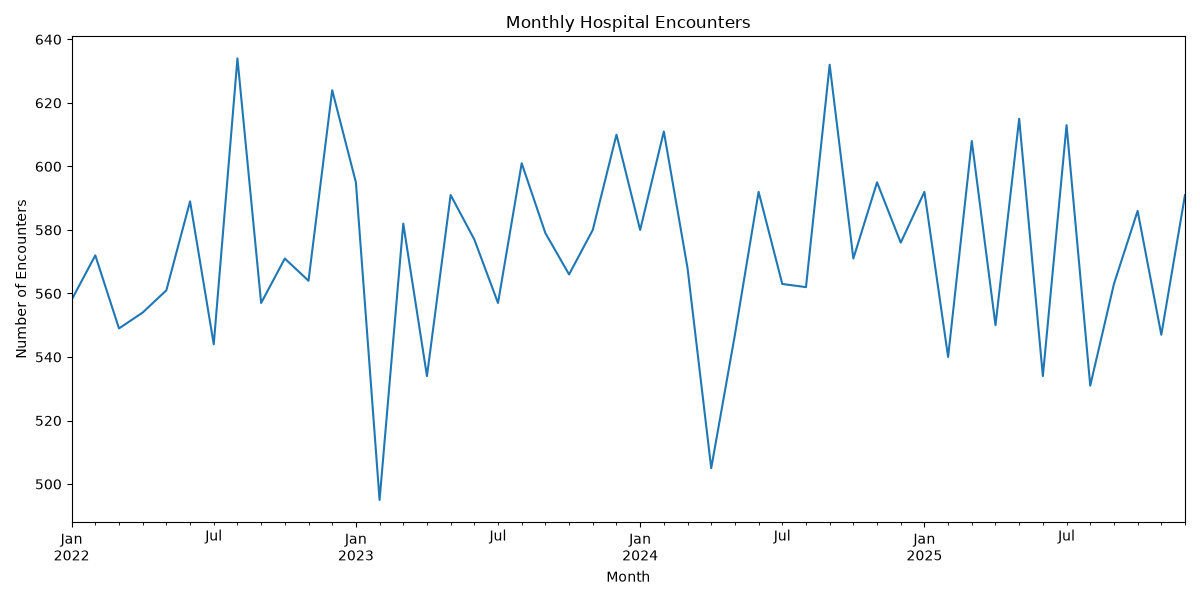 Monthly Hospital Encounters
640
620
600
580
560
540
520
500
Number of Encounters
Jan Jul Jan Jul Jan Jul Jan Jul
2022 2023 2024 2025
Month